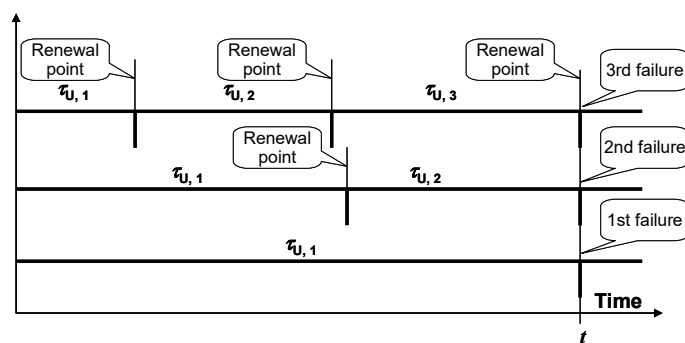 Renewal
point
Renewal
point
Renewal
point
3rd failure
τU, 1
τU, 2
τU, 3
Renewal
point
2nd failure
τU, 1
τU, 2
1st failure
τU, 1
Time
t